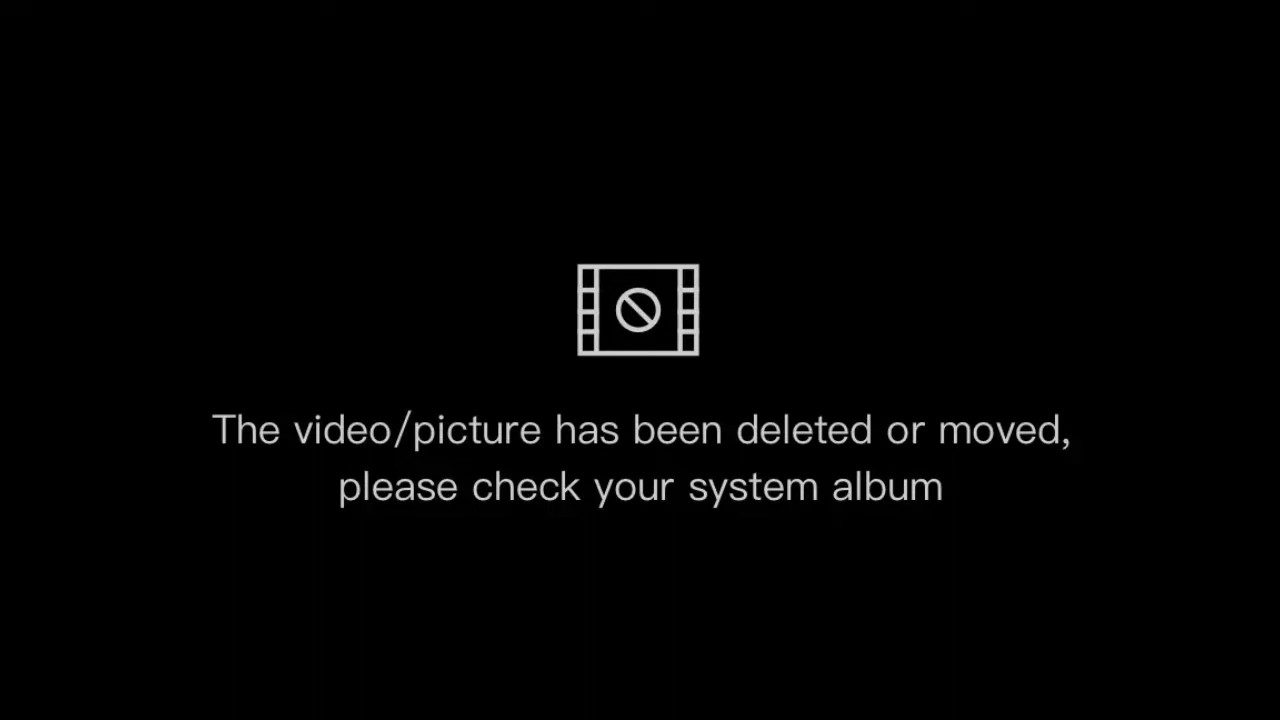 The video/picture has been deleted or moved,
please check your system album